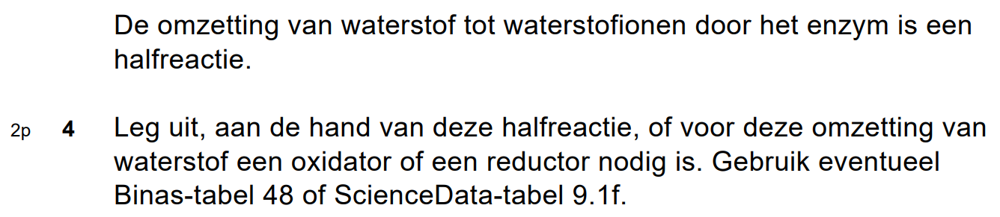 De omzetting van waterstof tot waterstofionen door het enzym is een
halfreactie.
2p 4 Leg uit, aan de hand van deze halfreactie, of voor deze omzetting van
waterstof een oxidator of een reductor nodig is. Gebruik eventueel
Binas-tabel 48 of ScienceData-tabel 9.1f.